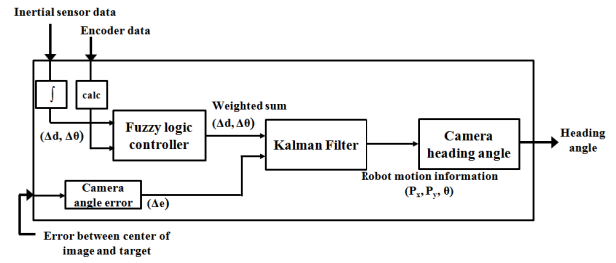 Inertial sensor data
Encoder data
∫
calc
(Δd, Δθ)
Fuzzy logic
controller
Weighted sum
(Δd, Δθ)
Kalman Filter
Camera
heading angle
Heading
angle
Robot motion information
(Pₓ, Pᵧ, θ)
Camera
angle error
(Δe)
Error between center of
image and target